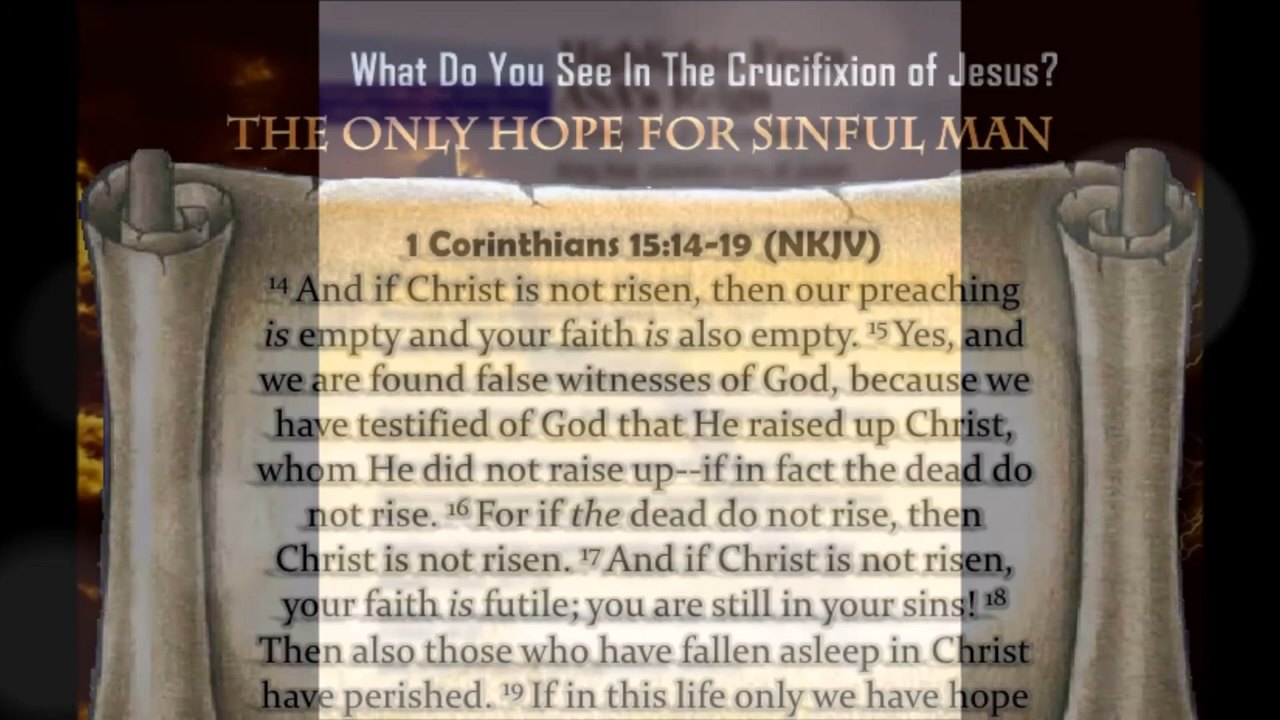 What Do You See In The Crucifixion of Jesus?
THE ONLY HOPE FOR SINFUL MAN
1 Corinthians 15:14-19 (NKJV)
¹⁴ And if Christ is not risen, then our preaching
is empty and your faith is also empty. ¹⁵ Yes, and
we are found false witnesses of God, because we
have testified of God that He raised up Christ,
whom He did not raise up--if in fact the dead do
not rise. ¹⁶ For if the dead do not rise, then
Christ is not risen. ¹⁷ And if Christ is not risen,
your faith is futile; you are still in your sins! ¹⁸
Then also those who have fallen asleep in Christ
have perished. ¹⁹ If in this life only we have hope